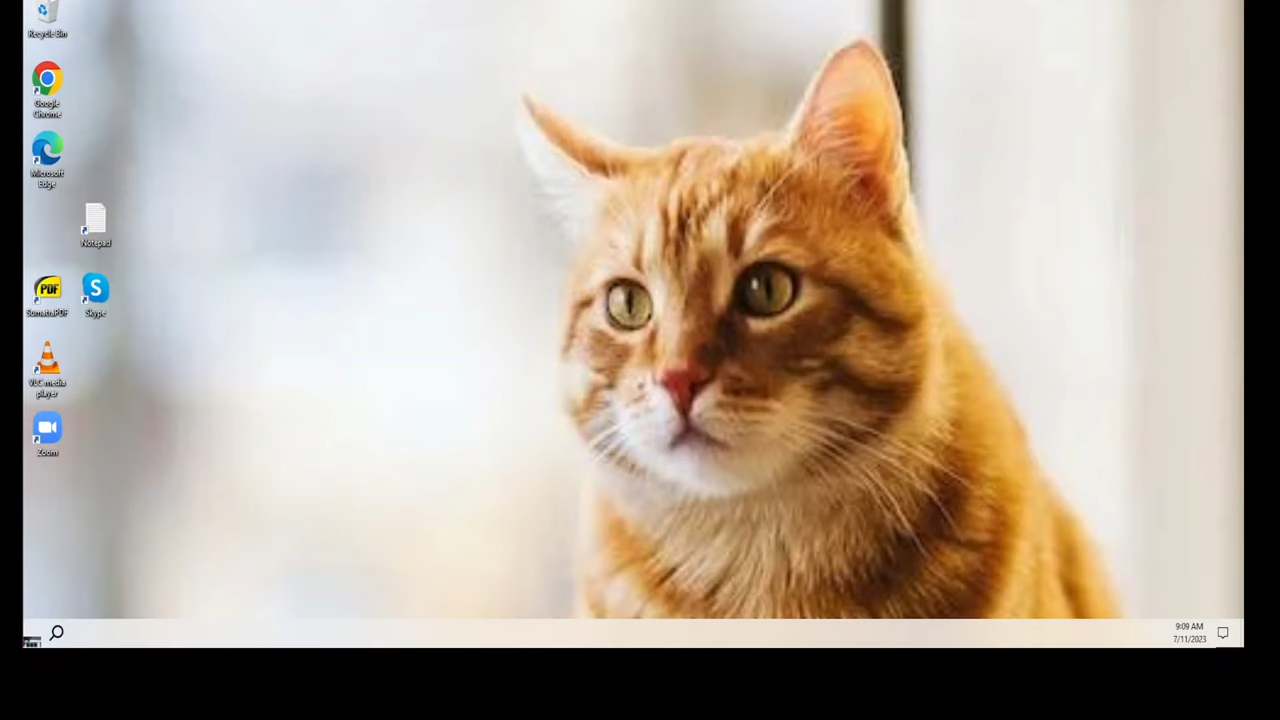 Recycle Bin
Google
Chrome
Microsoft
Edge
Notepad
PDF
SumatraPDF
S
Skype
VLC media
player
Zoom
9:09 AM
7/11/2023